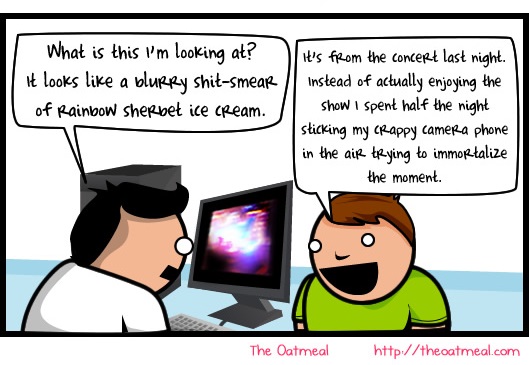 What is this I'm looking at?
It looks like a blurry shit-smear
of rainbow sherbet ice cream.
It's from the concert last night.
Instead of actually enjoying the
show I spent half the night
sticking my crappy camera phone
in the air trying to immortalize
the moment.
The Oatmeal http://theoatmeal.com